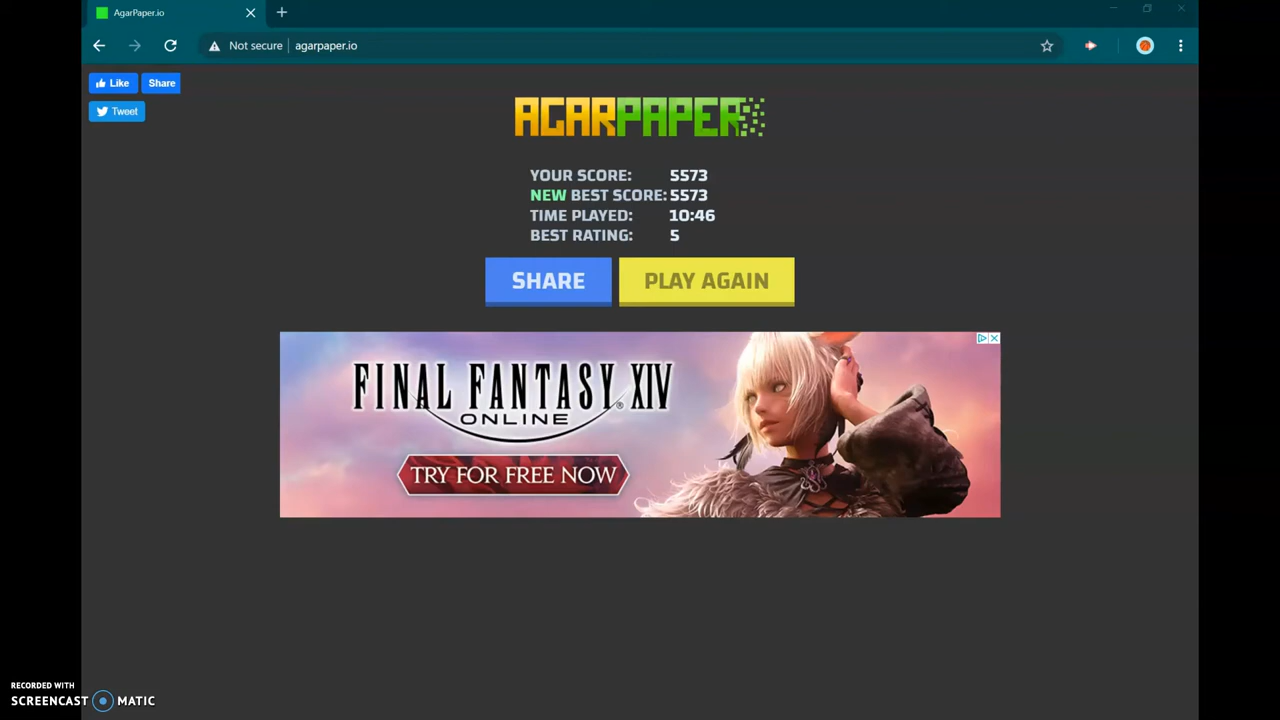 AgarPaper.io
Not secure
agarpaper.io
Like
Share
Tweet
AGARPAPER
YOUR SCORE: 5573
NEW BEST SCORE: 5573
TIME PLAYED: 10:46
BEST RATING: 5
SHARE
PLAY AGAIN
FINAL FANTASY® XIV
ONLINE
TRY FOR FREE NOW
RECORDED WITH
SCREENCAST MATIC